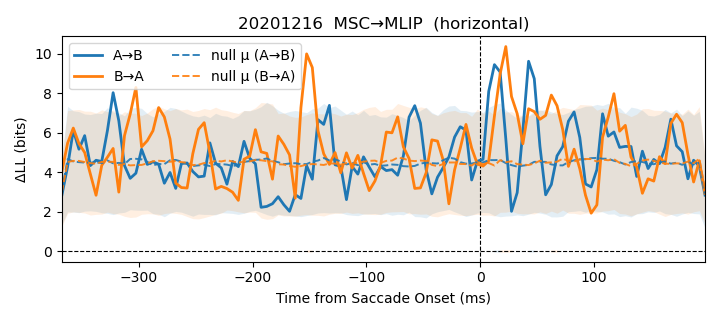 20201216  MSC→MLIP  (horizontal)
A→B
B→A
null μ (A→B)
null μ (B→A)
ΔLL (bits)
10
8
6
4
2
0
−300
−200
−100
0
100
Time from Saccade Onset (ms)